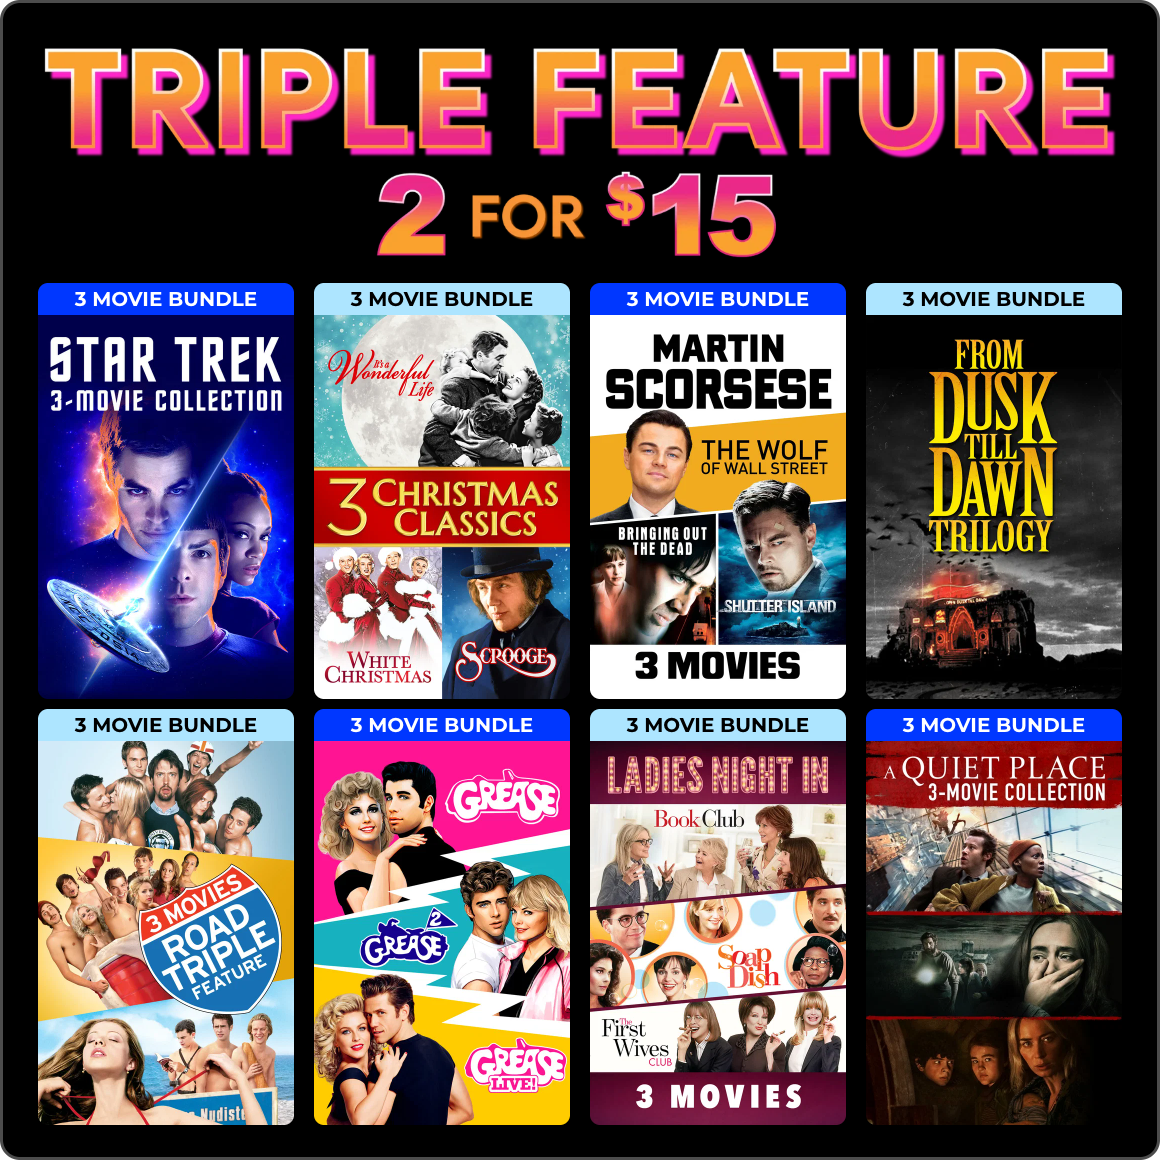 TRIPLE FEATURE
2 FOR $15
3 MOVIE BUNDLE
STAR TREK
3-MOVIE COLLECTION
3 MOVIE BUNDLE
It's a
Wonderful
Life
3 CHRISTMAS
CLASSICS
WHITE
CHRISTMAS
SCROOGE
3 MOVIE BUNDLE
MARTIN
SCORSESE
THE WOLF
OF WALL STREET
BRINGING OUT
THE DEAD
SHUTTER ISLAND
3 MOVIES
3 MOVIE BUNDLE
FROM
DUSK
TILL
DAWN
TRILOGY
3 MOVIE BUNDLE
3 MOVIES
ROAD
TRIPLE
FEATURE
Nudist
3 MOVIE BUNDLE
GREASE
GREASE 2
GREASE
LIVE!
3 MOVIE BUNDLE
LADIES NIGHT IN
Book Club
Soap
Dish
The
First
Wives
CLUB
3 MOVIES
3 MOVIE BUNDLE
A QUIET PLACE
3-MOVIE COLLECTION